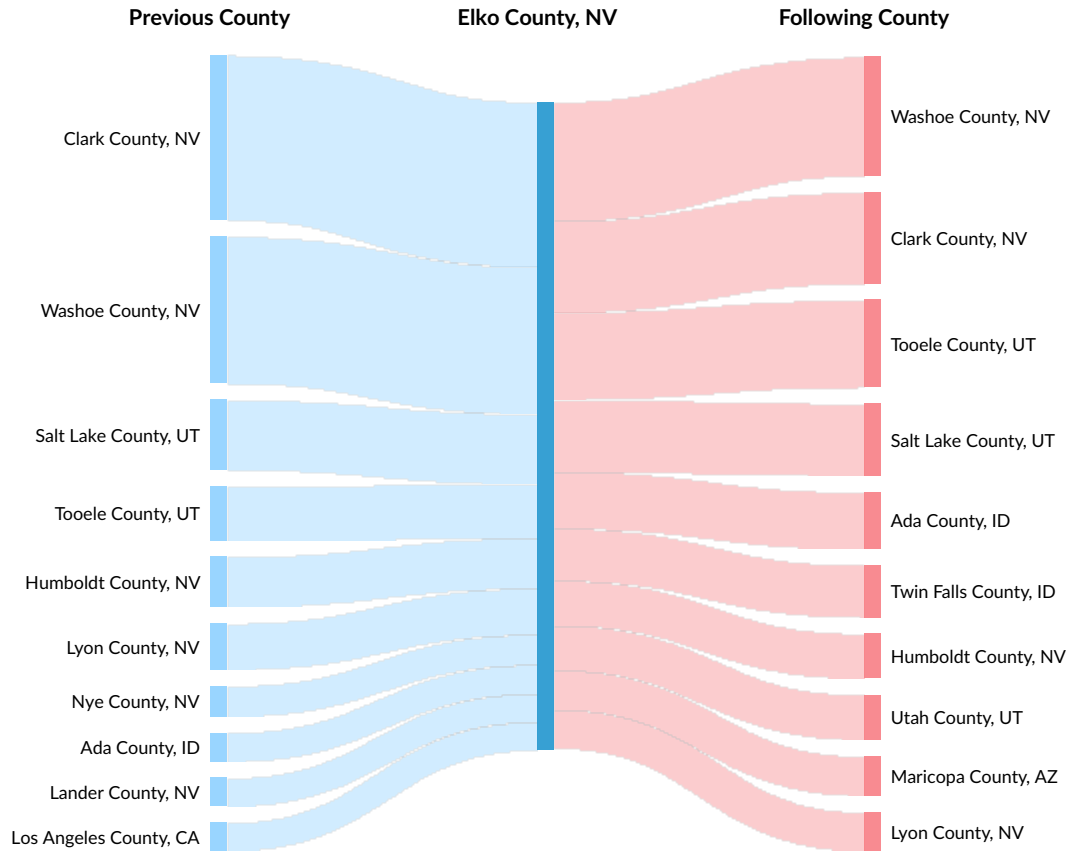 Previous County
Elko County, NV
Following County
Clark County, NV
Washoe County, NV
Salt Lake County, UT
Tooele County, UT
Humboldt County, NV
Lyon County, NV
Nye County, NV
Ada County, ID
Lander County, NV
Los Angeles County, CA
Washoe County, NV
Clark County, NV
Tooele County, UT
Salt Lake County, UT
Ada County, ID
Twin Falls County, ID
Humboldt County, NV
Utah County, UT
Maricopa County, AZ
Lyon County, NV